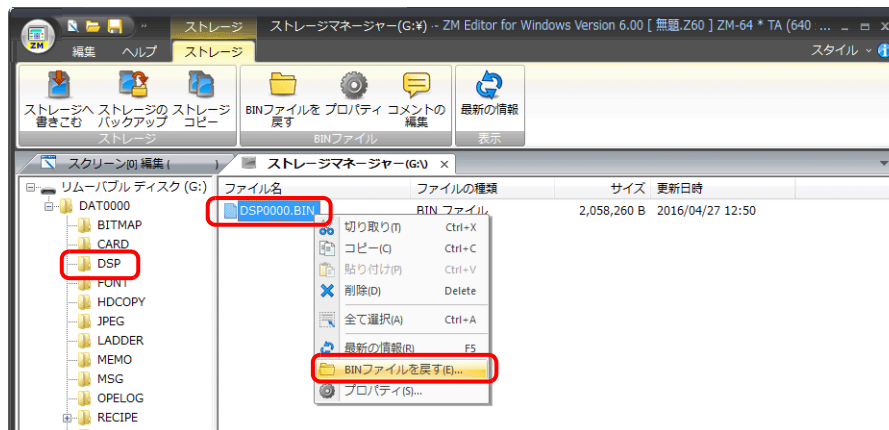 ストレージ ストレージマネージャー(G:¥) -- ZM Editor for Windows Version 6.00 [ 無題.Z60 ] ZM-64 * TA (640 ...
ZM
編集 ヘルプ ストレージ スタイル
ストレージへ ストレージの ストレージ BINファイルを プロパティ コメントの 最新の情報
書きこむ バックアップ コピー 戻す 編集
ストレージ BINファイル 表示
スクリーン[0] 編集 ( ) ストレージマネージャー(G:\) ×
リムーバブル ディスク (G:) ファイル名 ファイルの種類 サイズ 更新日時
DAT0000 DSP0000.BIN BIN ファイル 2,058,260 B 2016/04/27 12:50
BITMAP 切り取り(T) Ctrl+X
CARD コピー(C) Ctrl+C
DSP 貼り付け(P) Ctrl+V
FONT 削除(D) Delete
HDCOPY
JPEG 全て選択(A) Ctrl+A
LADDER 最新の情報(R) F5
MEMO
MSG BINファイルを戻す(E)...
OPELOG プロパティ(S)...
RECIPE